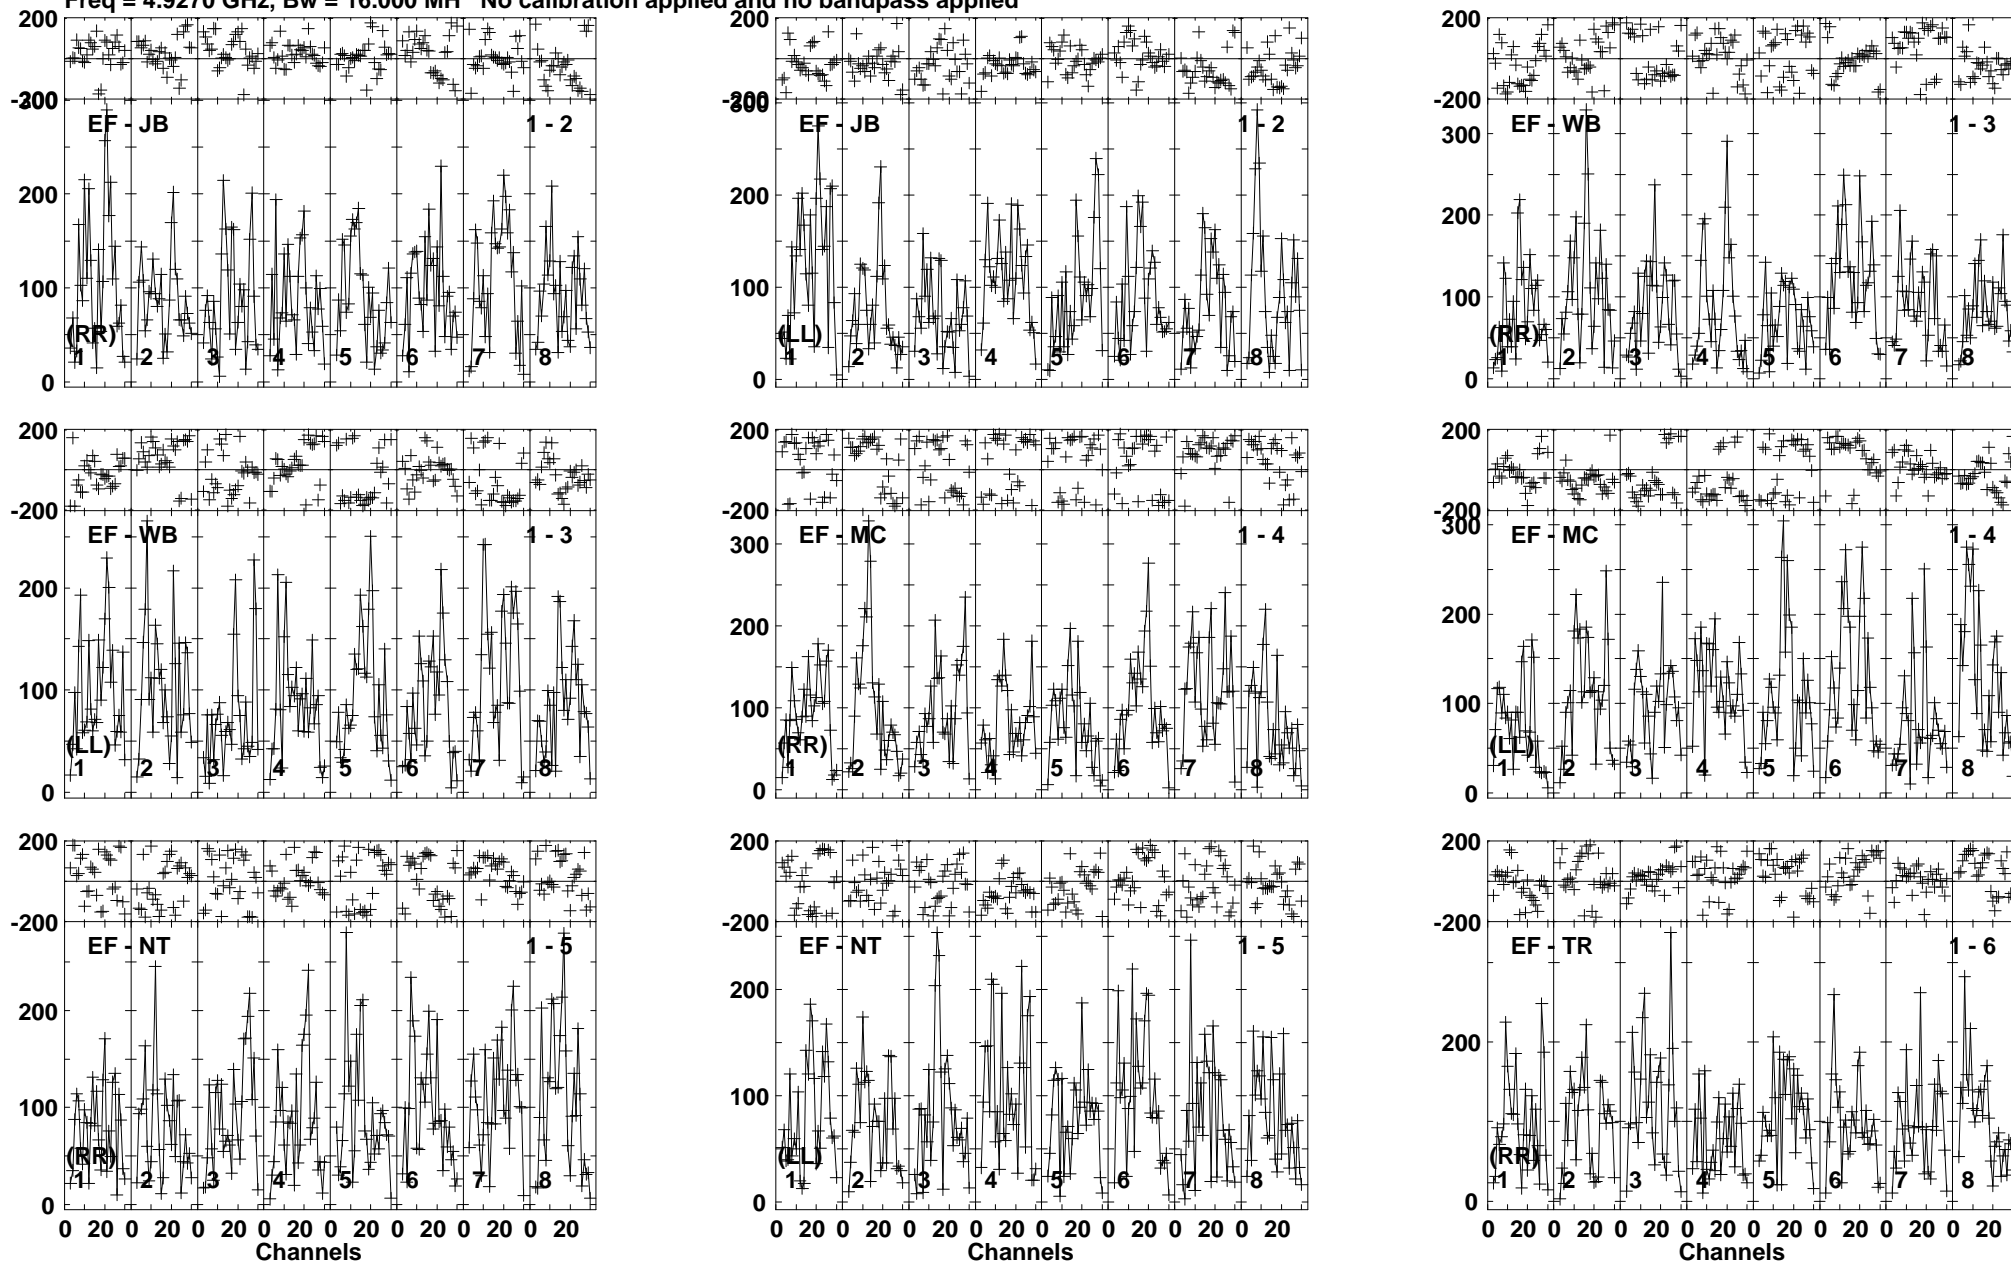 Freq = 4.9270 GHz, Bw = 16.000 MH No calibration applied and no bandpass applied
200 200
-200 -200 -200
300 300
EF - JB 1 - 2 EF - JB 1 - 2 EF - WB 1 - 3
200 200 300 200
100 100 100
(RR) (LL) (RR)
1 2 3 4 5 6 7 8 1 2 3 4 5 6 7 8 1 2 3 4 5 6 7 8
0 0 0
200 200 200
-200 -200 -200
300
EF - WB 1 - 3 EF - MC 1 - 4 EF - MC 1 - 4
200 300 200 200
100 100 100
(LL) (RR) (LL)
1 2 3 4 5 6 7 8 1 2 3 4 5 6 7 8 1 2 3 4 5 6 7 8
0 0 0
200 200 200
-200 -200 -200
EF - NT 1 - 5 EF - NT 1 - 5 EF - TR 1 - 6
200 200 200
100 100
(RR) (LL) (RR)
1 2 3 4 5 6 7 8 1 2 3 4 5 6 7 8 1 2 3 4 5 6 7 8
0 0 0
0 20 0 20 0 20 0 20 0 20 0 20 0 20 0 20 0 20 0 20 0 20 0 20 0 20 0 20 0 20 0 20 0 20 0 20 0 20 0 20 0 20 0 20 0 20 0 20
Channels Channels Channels